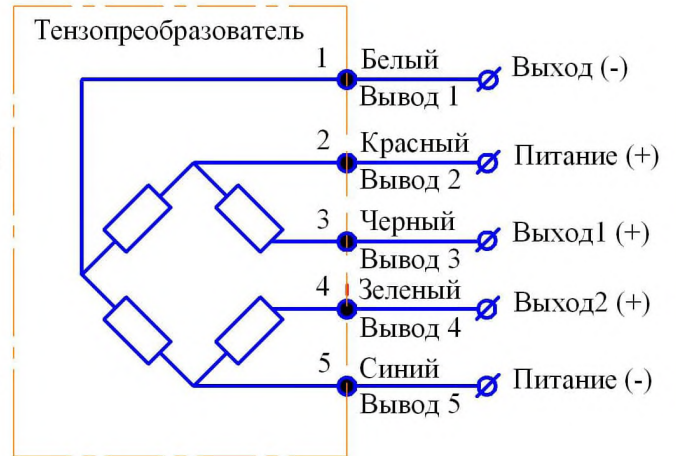 Тензопреобразователь
1 Белый Выход (-)
Вывод 1
2 Красный Питание (+)
Вывод 2
3 Черный Выход1 (+)
Вывод 3
4 Зеленый Выход2 (+)
Вывод 4
5 Синий Питание (-)
Вывод 5